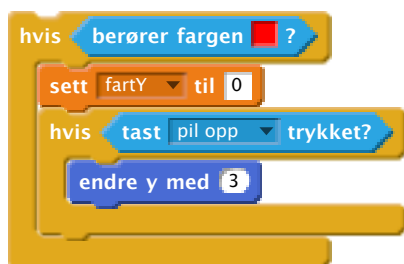 hvis berører fargen ?
sett fartY til 0
hvis tast pil opp trykket?
endre y med 3